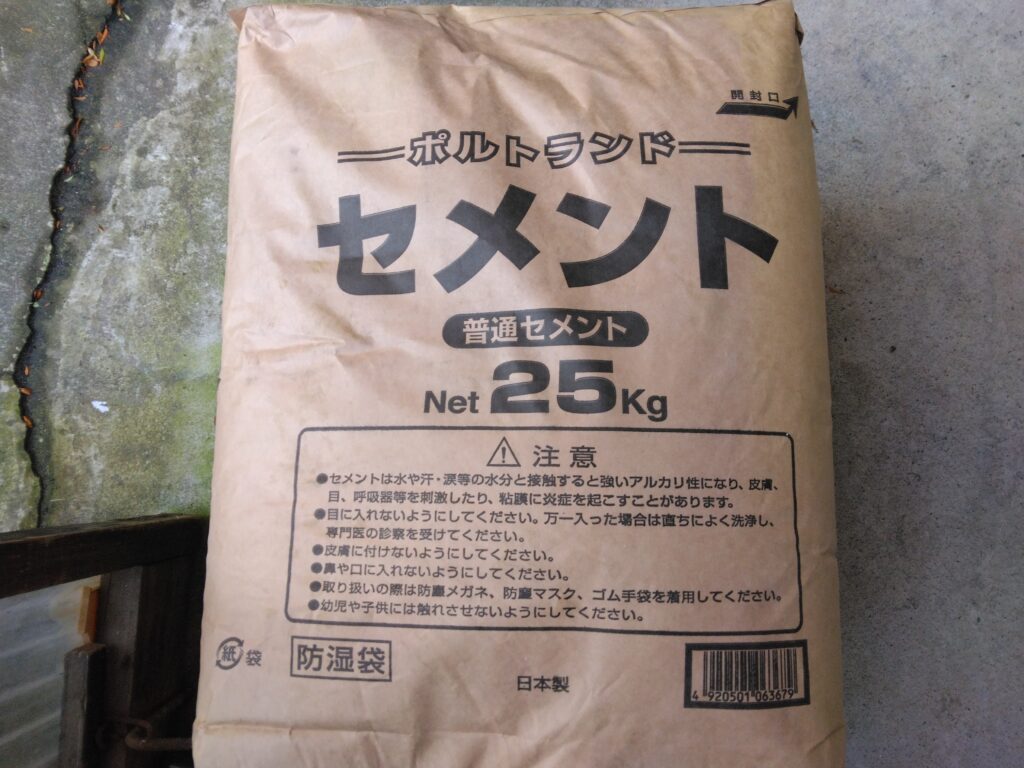 開封口
ポルトランド
セメント
普通セメント
Net 25Kg
注意
●セメントは水や汗・涙等の水分と接触すると強いアルカリ性になり、皮膚、
目、呼吸器等を刺激したり、粘膜に炎症を起こすことがあります。
●目に入れないようにしてください。万一入った場合は直ちによく洗浄し、
専門医の診察を受けてください。
●皮膚に付けないようにしてください。
●鼻や口に入れないようにしてください。
●取り扱いの際は防塵メガネ、防塵マスク、ゴム手袋を着用してください。
●幼児や子供には触れさせないようにしてください。
紙 袋
防湿袋
日本製
4 920501 063679